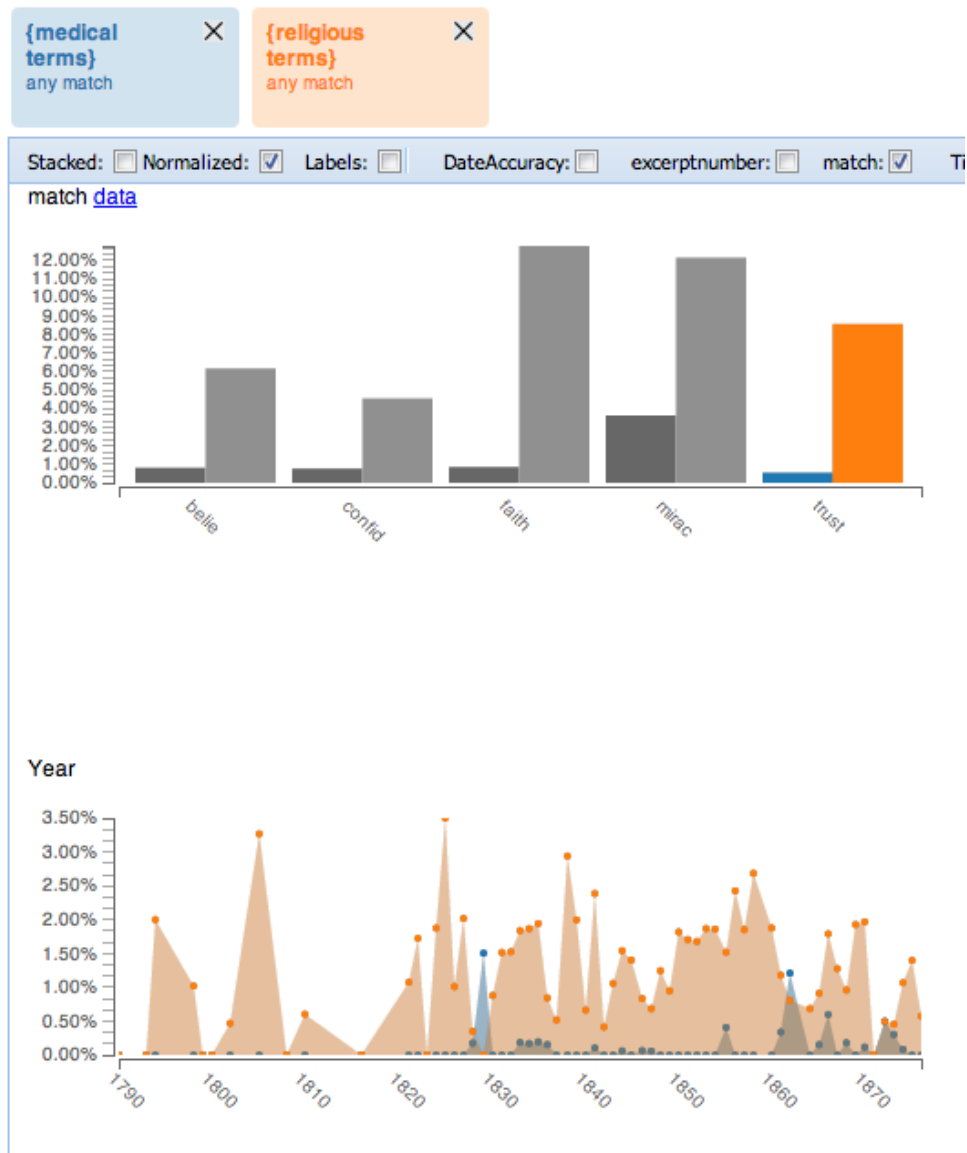 {medical
terms}
any match
{religious
terms}
any match
Stacked: Normalized: Labels: DateAccuracy: excerptnumber: match: Ti
match data
12.00%
11.00%
10.00%
9.00%
8.00%
7.00%
6.00%
5.00%
4.00%
3.00%
2.00%
1.00%
0.00%
belie confid faith mirac trust
Year
3.50%
3.00%
2.50%
2.00%
1.50%
1.00%
0.50%
0.00%
1790 1800 1810 1820 1830 1840 1850 1860 1870